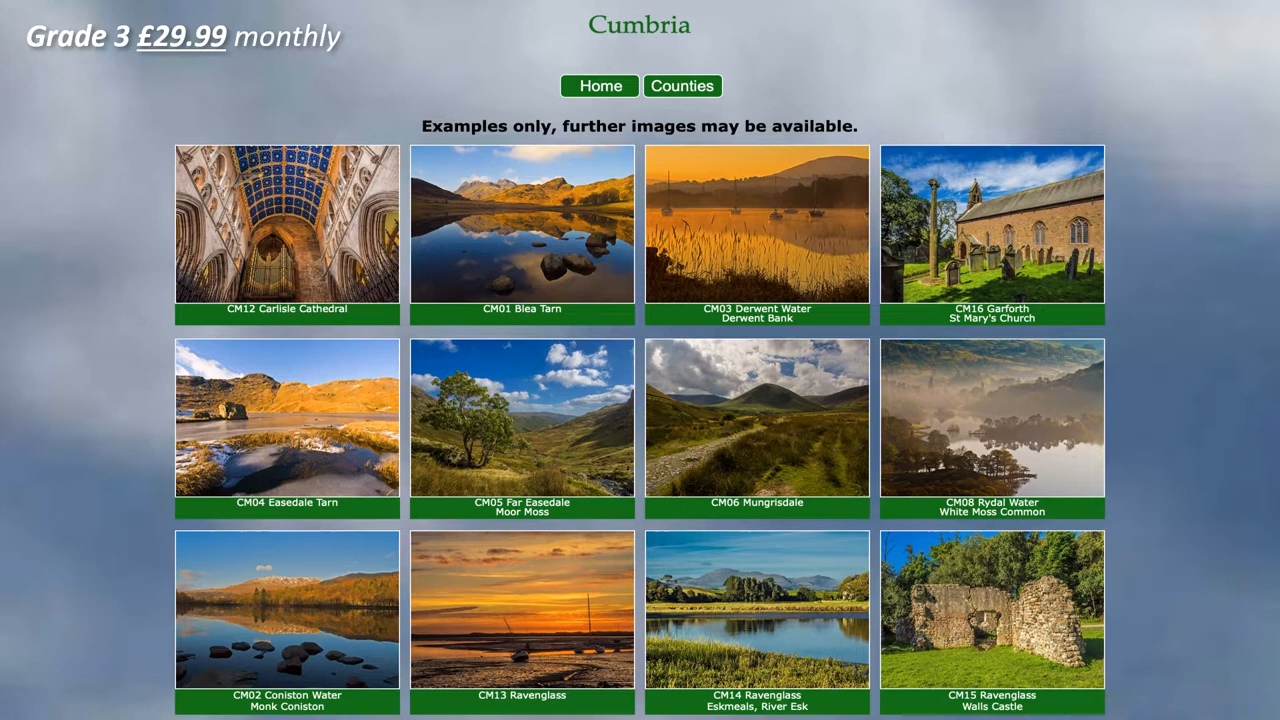 Grade 3 £29.99 monthly
Cumbria
Home Counties
Examples only, further images may be available.
CM12 Carlisle Cathedral
CM01 Blea Tarn
CM03 Derwent Water
Derwent Bank
CM16 Garforth
St Mary's Church
CM04 Easedale Tarn
CM05 Far Easedale
Moor Moss
CM06 Mungrisdale
CM08 Rydal Water
White Moss Common
CM02 Coniston Water
Monk Coniston
CM13 Ravenglass
CM14 Ravenglass
Eskmeals, River Esk
CM15 Ravenglass
Walls Castle